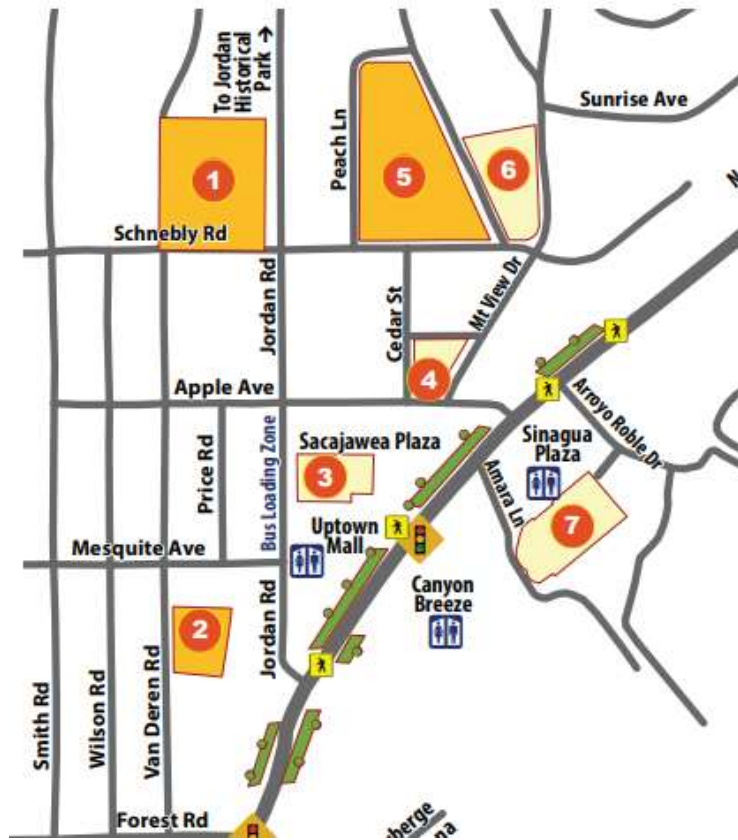 To Jordan
Historical
Park
Sunrise Ave
Peach Ln
1
5
6
Schnebly Rd
N
Jordan Rd
Cedar St
Mt View Dr
4
Apple Ave
Arroyo Roble Dr
Price Rd
Bus Loading Zone
Sacajawea Plaza
3
Sinagua
Plaza
Amara Ln
7
Uptown
Mall
Mesquite Ave
Canyon
Breeze
2
Jordan Rd
Smith Rd
Wilson Rd
Van Deren Rd
Forest Rd